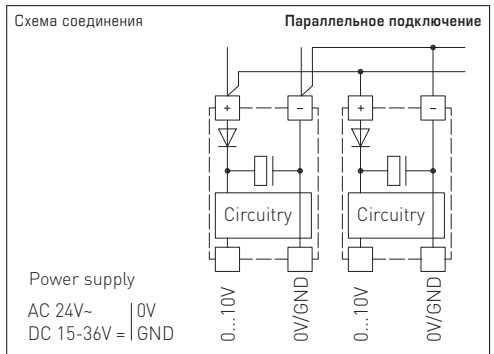 Схема соединения
Параллельное подключение
+ − + −
Circuitry Circuitry
Power supply
AC 24V~ 0V
DC 15-36V = GND
0...10V 0V/GND 0...10V 0V/GND